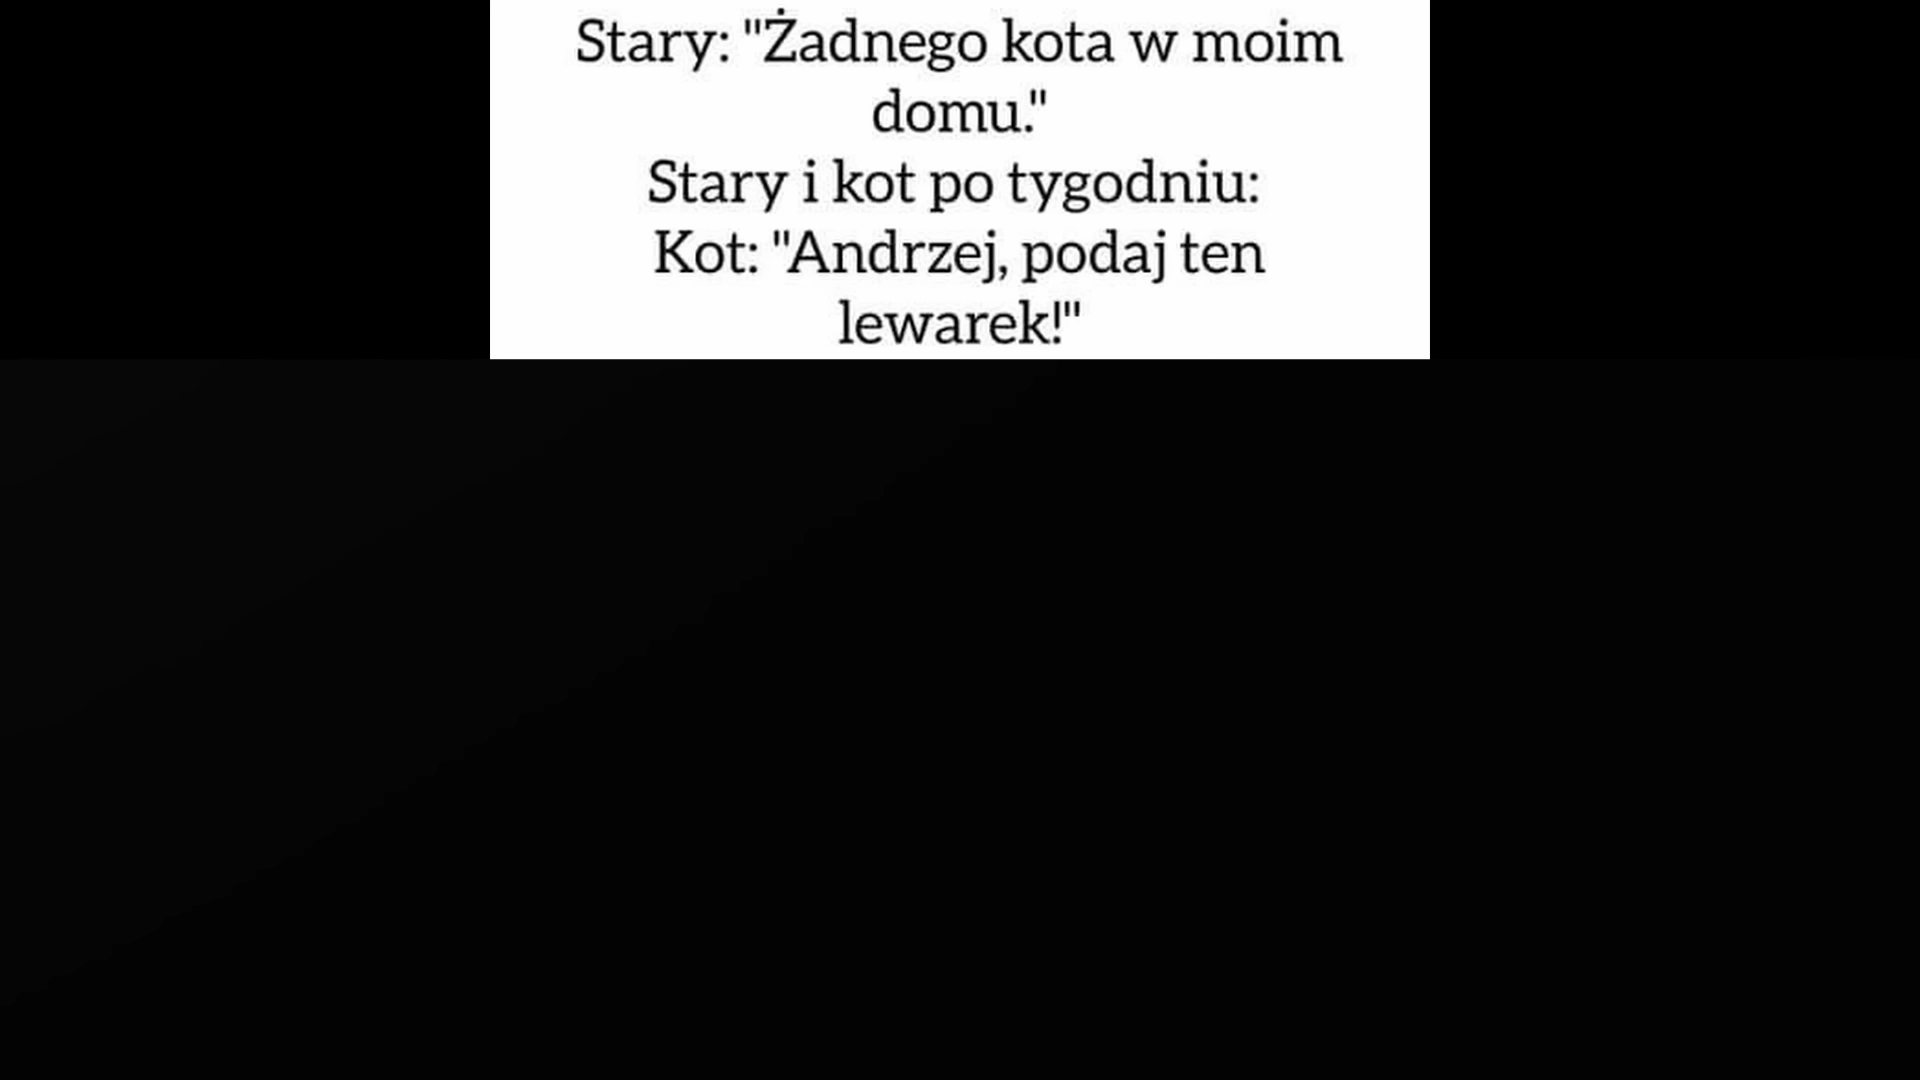 Stary: "Żadnego kota w moim
domu."
Stary i kot po tygodniu:
Kot: "Andrzej, podaj ten
lewarek!"